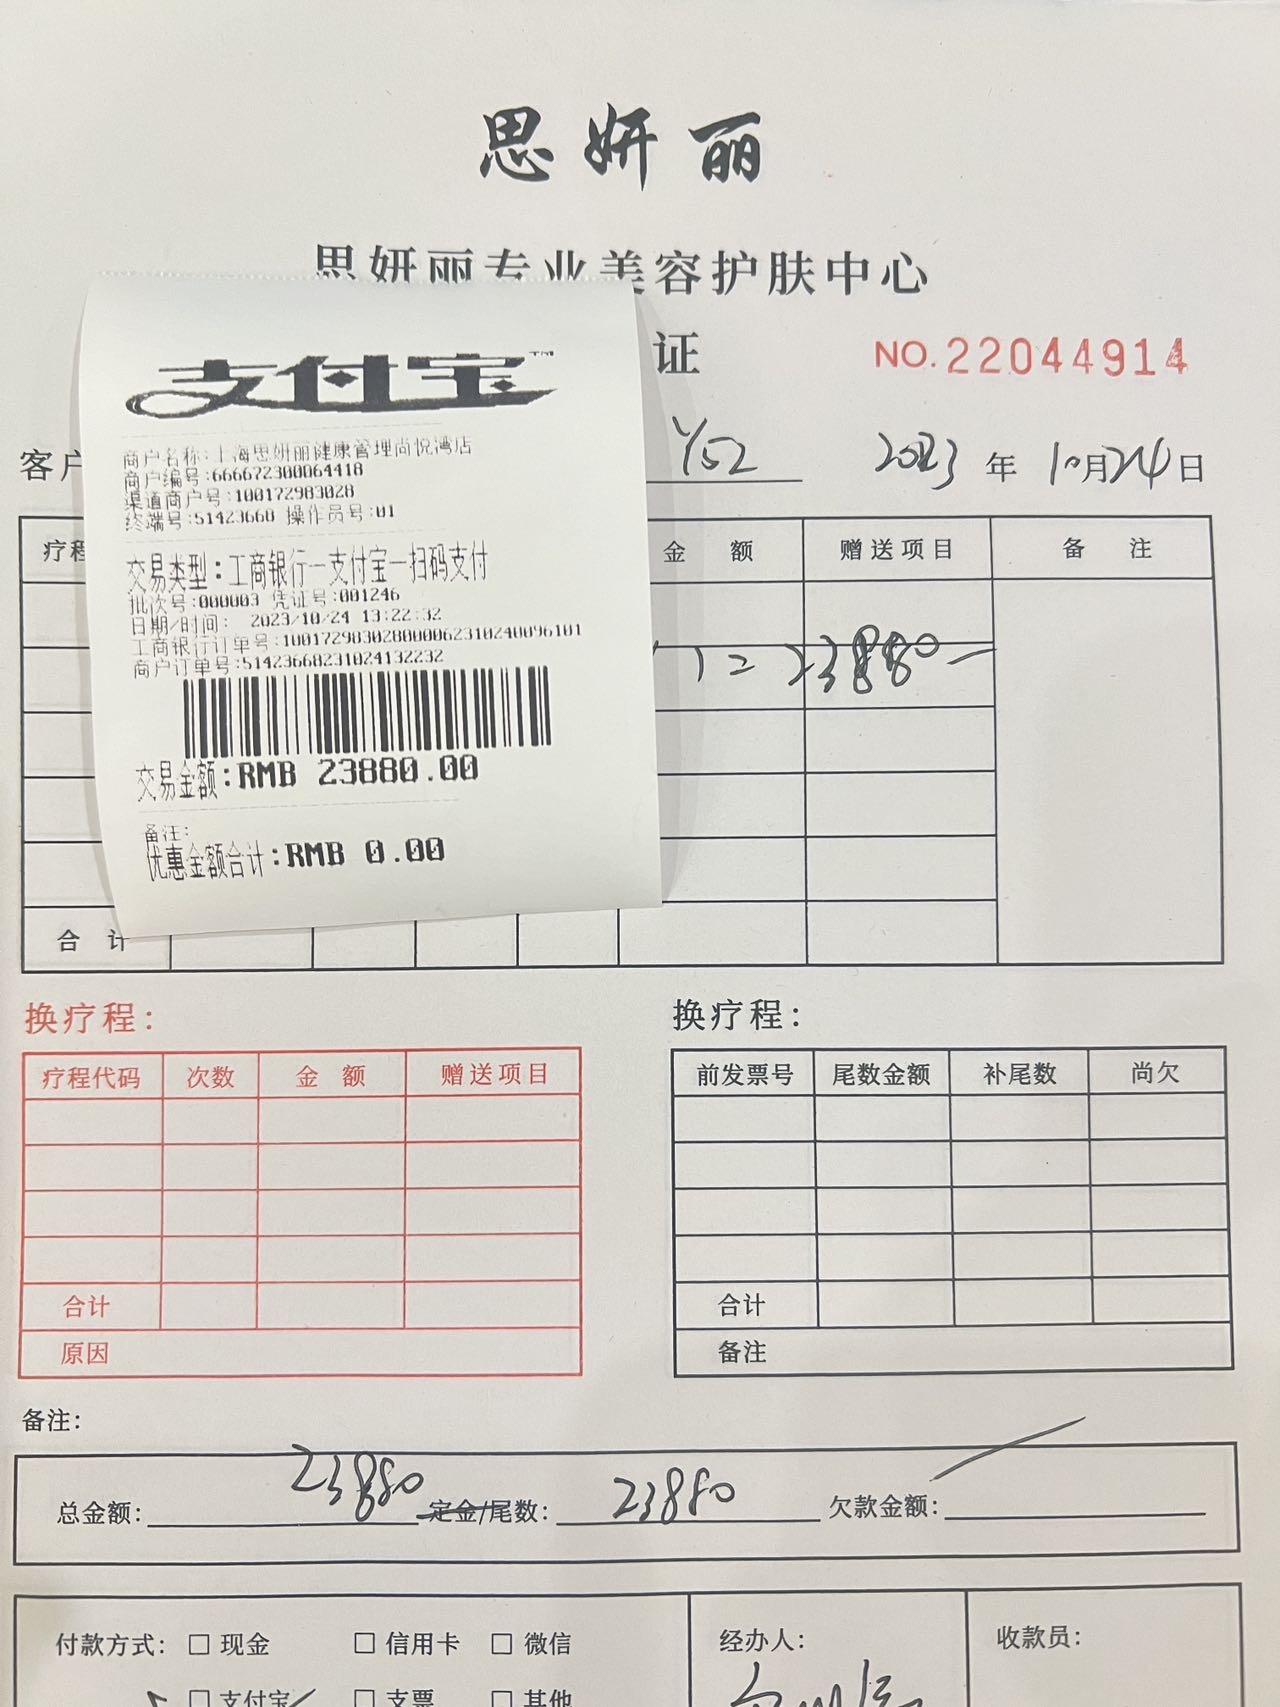 思妍丽
思妍丽专业美容护肤中心
证 NO.22044914
支付宝™
商户名称:上海思妍丽健康管理尚悦湾店
商户编号:666672300064418
渠道商户号:100172983028
终端号:51423668 操作员号:01
交易类型:工商银行-支付宝-扫码支付
批次号:000003 凭证号:001246
日期/时间: 2023/10/24 13:22:32
工商银行订单号:100172983028000062310240096101
商户订单号:51423668231024132232
交易金额:RMB 23880.00
备注:
优惠金额合计:RMB 0.00
客户 Y52 2023 年 10月24日
疗程 金额 赠送项目 备注
12 23880
合计
换疗程:
疗程代码 次数 金额 赠送项目
合计
原因
换疗程:
前发票号 尾数金额 补尾数 尚欠
合计
备注
备注:
总金额: 23880 定金/尾数: 23880 欠款金额:
付款方式: □ 现金 □ 信用卡 □ 微信 经办人: 收款员:
□ 支付宝 □ 支票 □ 其他